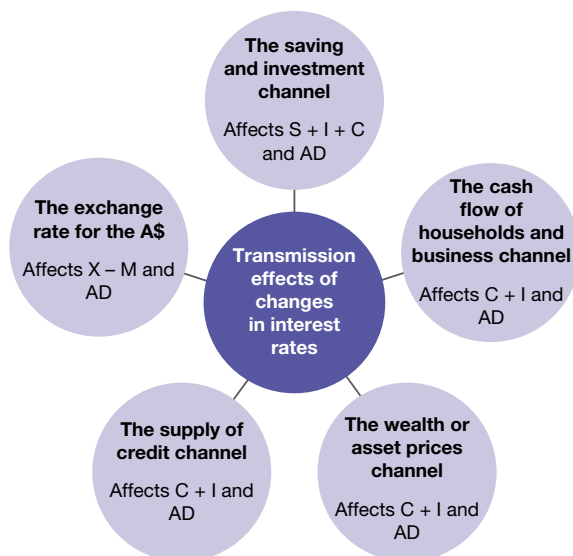 The saving
and investment
channel
Affects S + I + C
and AD
The cash
flow of
households and
business channel
Affects C + I and
AD
The wealth or
asset prices
channel
Affects C + I and
AD
The supply of
credit channel
Affects C + I and
AD
The exchange
rate for the A$
Affects X – M and
AD
Transmission
effects of
changes
in interest
rates